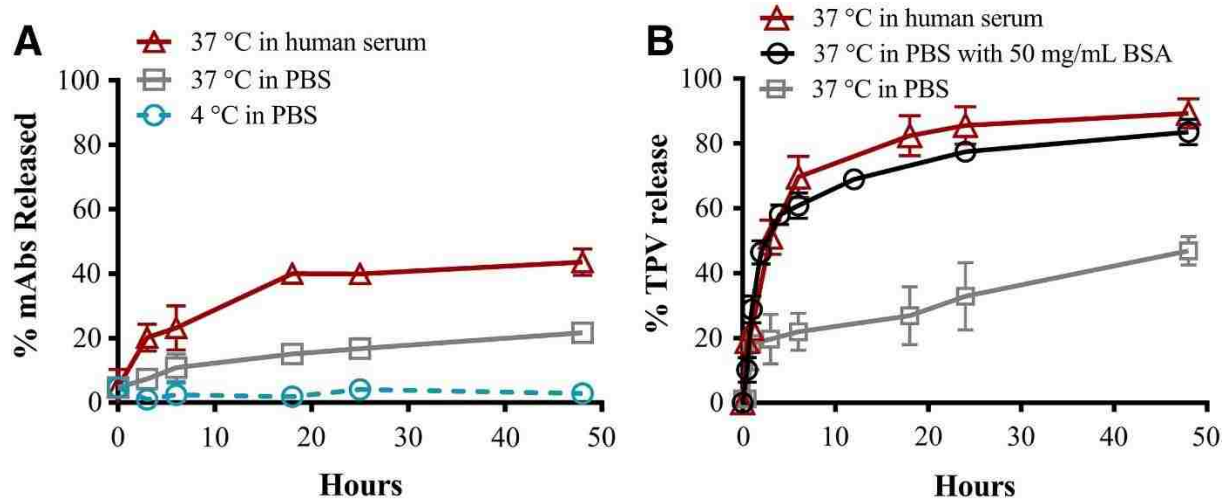 A
37 °C in human serum
37 °C in PBS
4 °C in PBS
% mAbs Released
100
80
60
40
20
0
0 10 20 30 40 50
Hours
B
37 °C in human serum
37 °C in PBS with 50 mg/mL BSA
37 °C in PBS
% TPV release
100
80
60
40
20
0
0 10 20 30 40 50
Hours